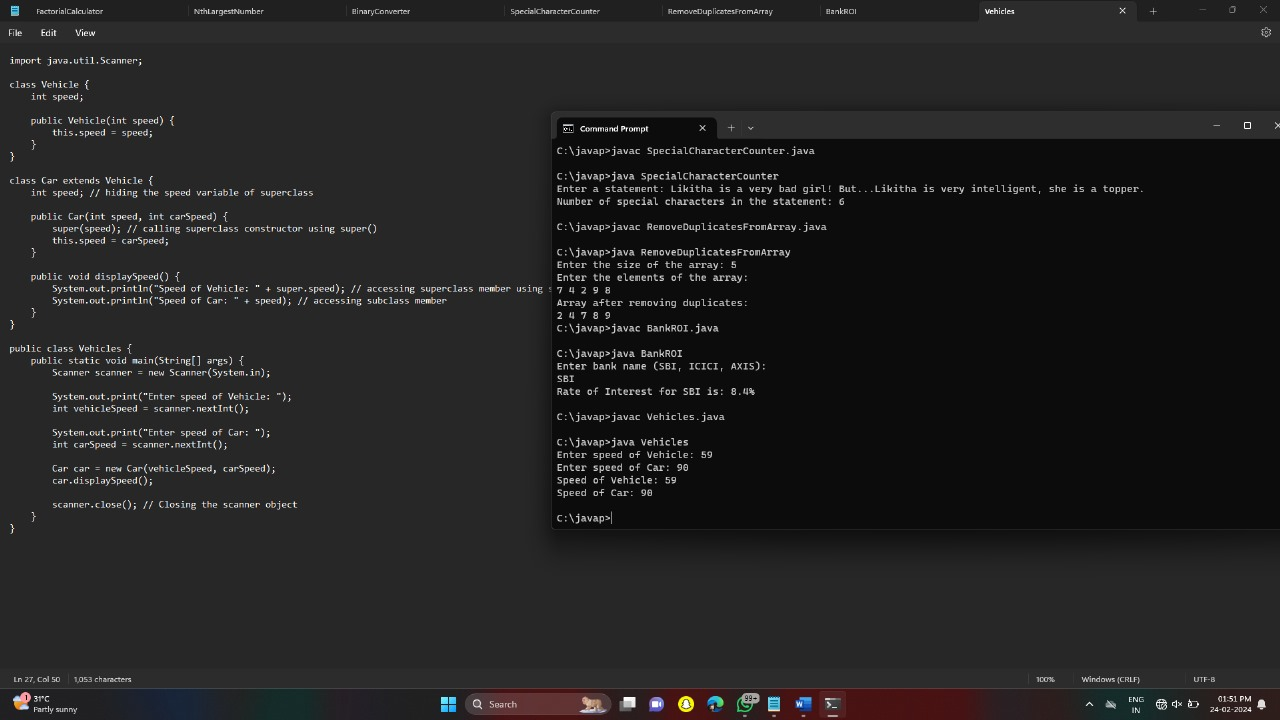 FactorialCalculator NthLargestNumber BinaryConverter SpecialCharacterCounter RemoveDuplicatesFromArray BankROI Vehicles
File Edit View
import java.util.Scanner;
class Vehicle {
int speed;
public Vehicle(int speed) {
this.speed = speed;
}
}
class Car extends Vehicle {
int speed; // hiding the speed variable of superclass
public Car(int speed, int carSpeed) {
super(speed); // calling superclass constructor using super()
this.speed = carSpeed;
}
public void displaySpeed() {
System.out.println("Speed of Vehicle: " + super.speed); // accessing superclass member using
System.out.println("Speed of Car: " + speed); // accessing subclass member
}
}
public class Vehicles {
public static void main(String[] args) {
Scanner scanner = new Scanner(System.in);
System.out.print("Enter speed of Vehicle: ");
int vehicleSpeed = scanner.nextInt();
System.out.print("Enter speed of Car: ");
int carSpeed = scanner.nextInt();
Car car = new Car(vehicleSpeed, carSpeed);
car.displaySpeed();
scanner.close(); // Closing the scanner object
}
}
Command Prompt
C:\javap>javac SpecialCharacterCounter.java
C:\javap>java SpecialCharacterCounter
Enter a statement: Likitha is a very bad girl! But...Likitha is very intelligent, she is a topper.
Number of special characters in the statement: 6
C:\javap>javac RemoveDuplicatesFromArray.java
C:\javap>java RemoveDuplicatesFromArray
Enter the size of the array: 5
Enter the elements of the array:
7 4 2 9 8
Array after removing duplicates:
2 4 7 8 9
C:\javap>javac BankROI.java
C:\javap>java BankROI
Enter bank name (SBI, ICICI, AXIS):
SBI
Rate of Interest for SBI is: 8.4%
C:\javap>javac Vehicles.java
C:\javap>java Vehicles
Enter speed of Vehicle: 59
Enter speed of Car: 90
Speed of Vehicle: 59
Speed of Car: 90
C:\javap>
Ln 27, Col 50 1,053 characters 100% Windows (CRLF) UTF-8
1 31°C
Partly sunny
Search
99+
ENG
IN
01:51 PM
24-02-2024